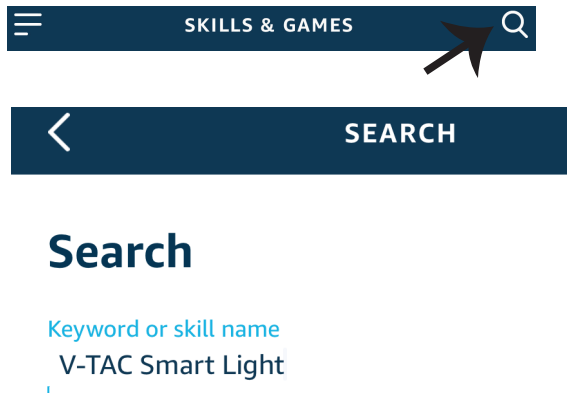 SKILLS & GAMES
SEARCH
Search
Keyword or skill name
V-TAC Smart Light